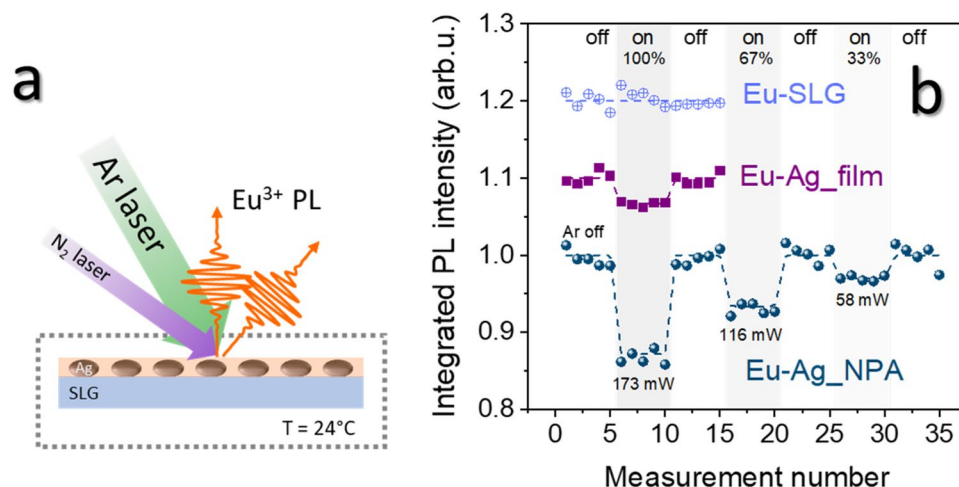 a
Ar laser
N₂ laser
Eu³⁺ PL
Ag
SLG
T = 24°C
b
Integrated PL intensity (arb.u.)
1.3
1.2
1.1
1.0
0.9
0.8
off on off on off on off
100% 67% 33%
Eu-SLG
Eu-Ag_film
Ar off
58 mW
116 mW
173 mW
Eu-Ag_NPA
0 5 10 15 20 25 30 35
Measurement number